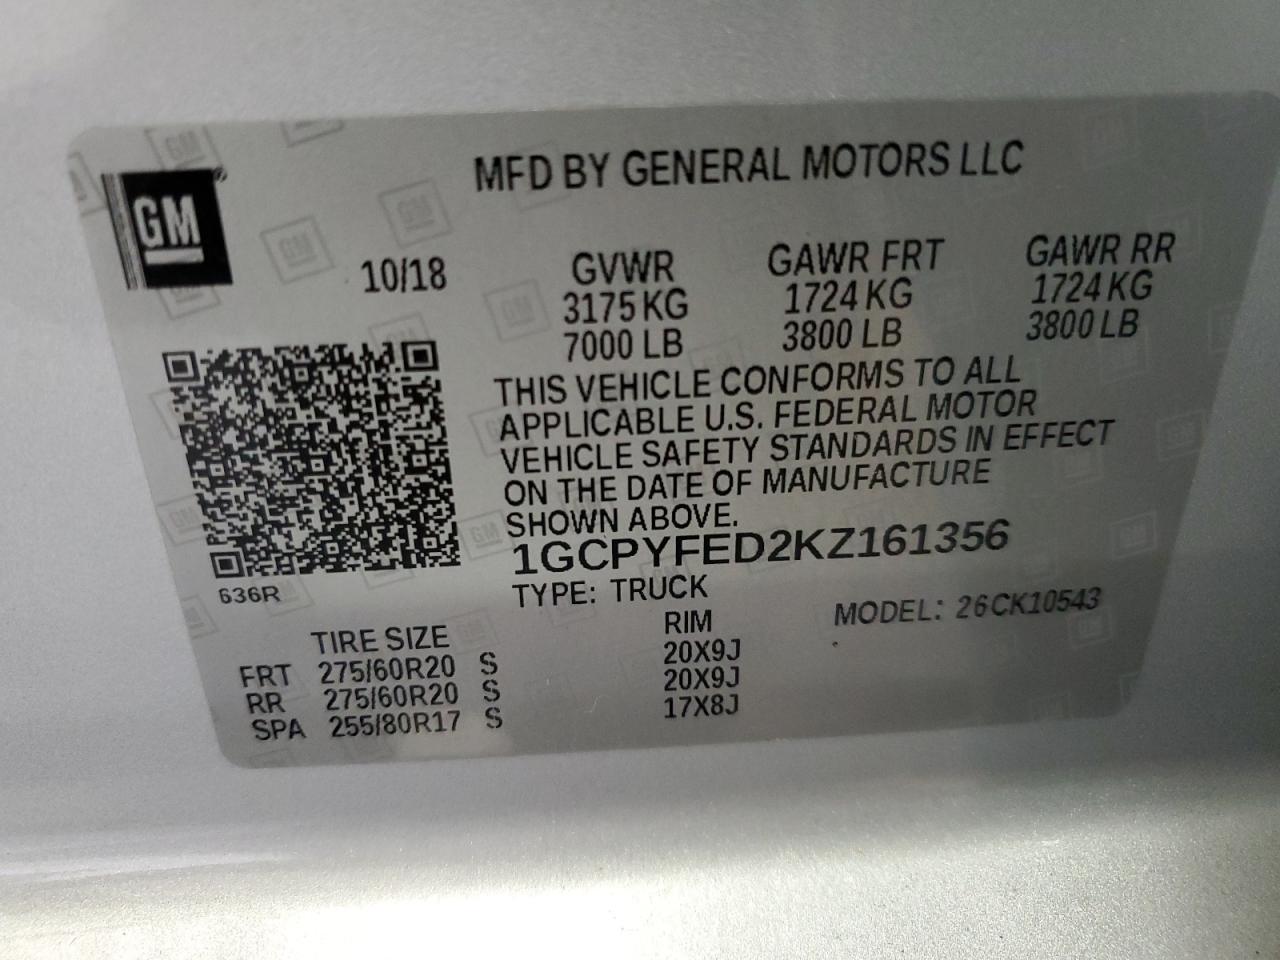 MFD BY GENERAL MOTORS LLC
GM
10/18
GVWR GAWR FRT GAWR RR
3175 KG 1724 KG 1724 KG
7000 LB 3800 LB 3800 LB
THIS VEHICLE CONFORMS TO ALL
APPLICABLE U.S. FEDERAL MOTOR
VEHICLE SAFETY STANDARDS IN EFFECT
ON THE DATE OF MANUFACTURE
SHOWN ABOVE.
1GCPYFED2KZ161356
636R
TYPE: TRUCK MODEL: 26CK10543
TIRE SIZE RIM
FRT 275/60R20 S 20X9J
RR 275/60R20 S 20X9J
SPA 255/80R17 S 17X8J